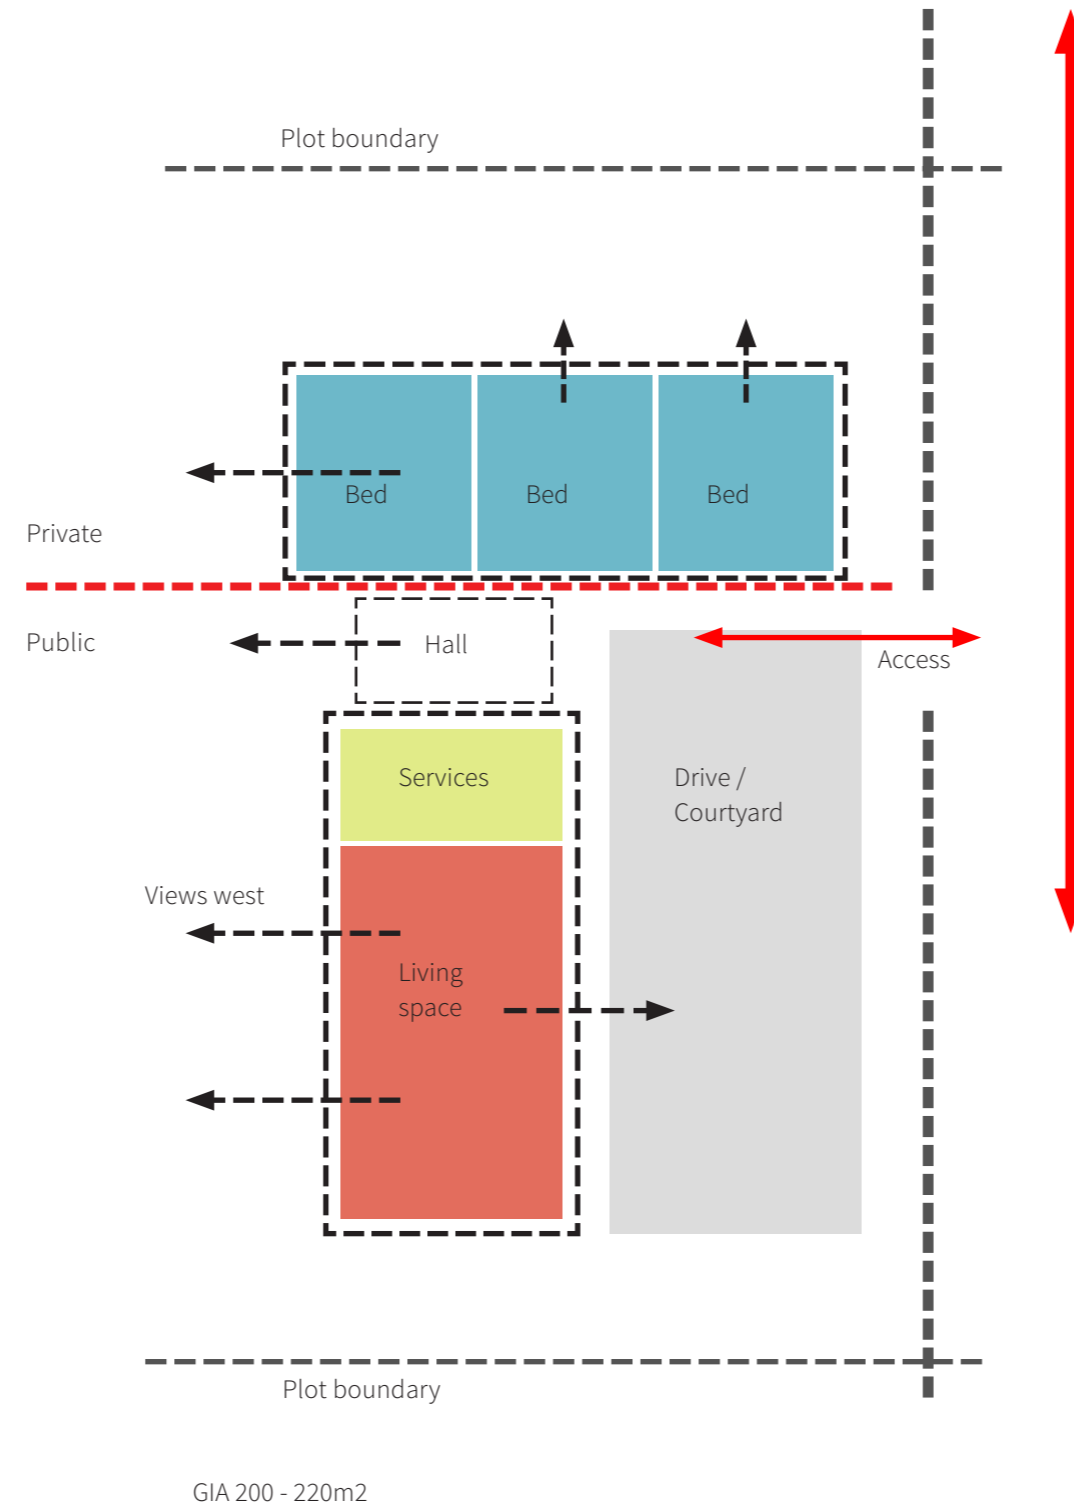 Plot boundary
Bed
Bed
Bed
Private
Public
Hall
Access
Services
Drive /
Courtyard
Views west
Living
space
Plot boundary
GIA 200 - 220m2